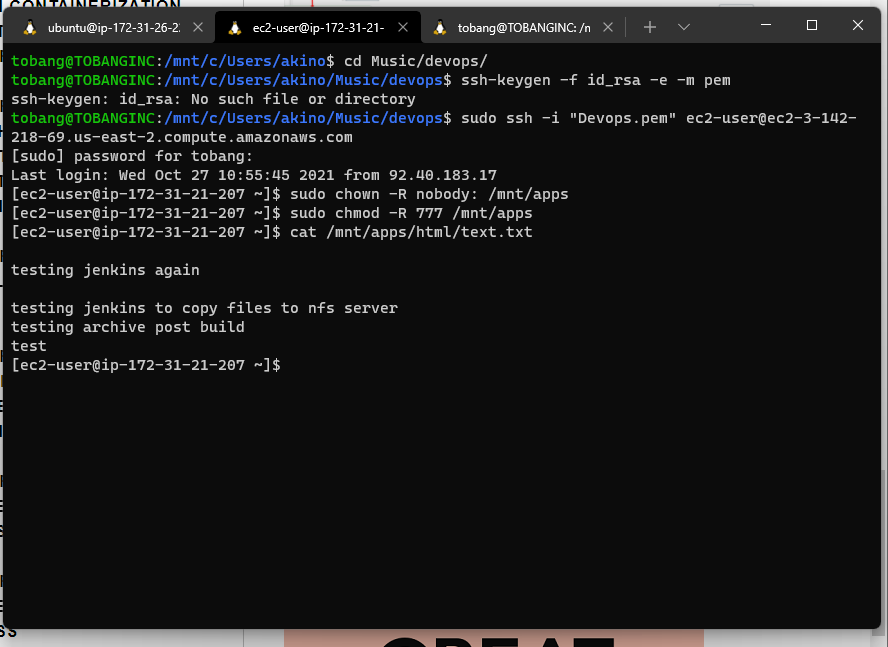 CONTAINERIZATION
ubuntu@ip-172-31-26-2
ec2-user@ip-172-31-21-
tobang@TOBANGINC: /n
tobang@TOBANGINC:/mnt/c/Users/akino$ cd Music/devops/
tobang@TOBANGINC:/mnt/c/Users/akino/Music/devops$ ssh-keygen -f id_rsa -e -m pem
ssh-keygen: id_rsa: No such file or directory
tobang@TOBANGINC:/mnt/c/Users/akino/Music/devops$ sudo ssh -i "Devops.pem" ec2-user@ec2-3-142-
218-69.us-east-2.compute.amazonaws.com
[sudo] password for tobang:
Last login: Wed Oct 27 10:55:45 2021 from 92.40.183.17
[ec2-user@ip-172-31-21-207 ~]$ sudo chown -R nobody: /mnt/apps
[ec2-user@ip-172-31-21-207 ~]$ sudo chmod -R 777 /mnt/apps
[ec2-user@ip-172-31-21-207 ~]$ cat /mnt/apps/html/text.txt
testing jenkins again
testing jenkins to copy files to nfs server
testing archive post build
test
[ec2-user@ip-172-31-21-207 ~]$